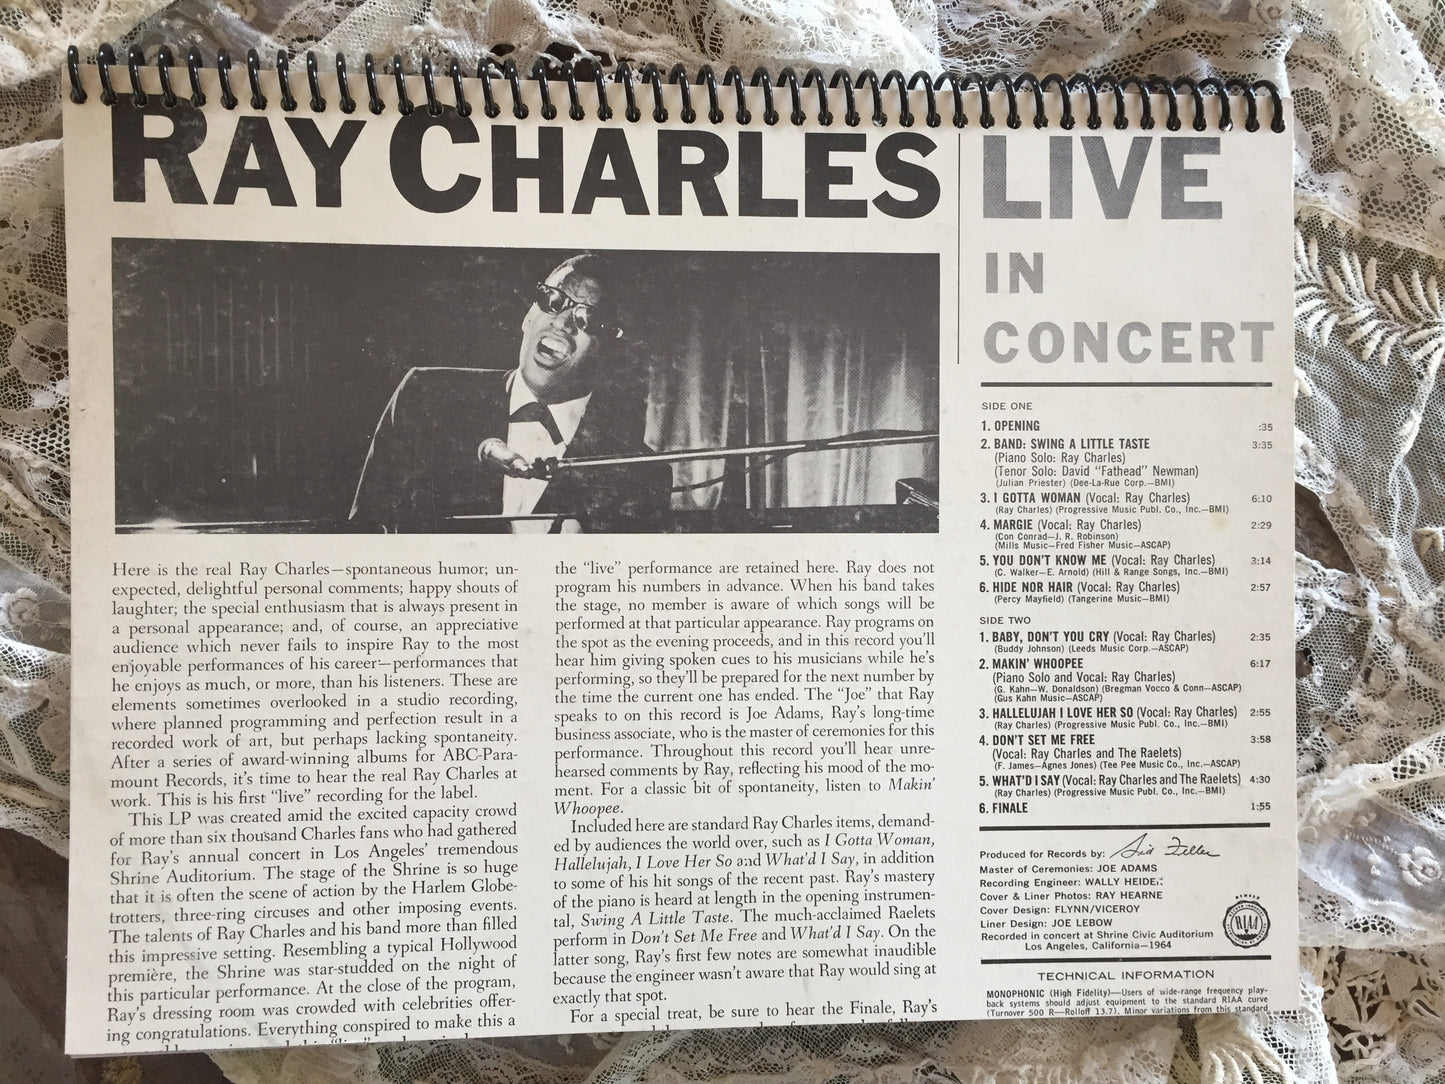 RAY CHARLES
LIVE
IN
CONCERT
Here is the real Ray Charles—spontaneous humor; un-
expected, delightful personal comments; happy shouts of
laughter; the special enthusiasm that is always present in
a personal appearance; and, of course, an appreciative
audience which never fails to inspire Ray to the most
enjoyable performances of his career—performances that
he enjoys as much, or more, than his listeners. These are
elements sometimes overlooked in a studio recording,
where planned programming and perfection result in a
recorded work of art, but perhaps lacking spontaneity.
After a series of award-winning albums for ABC-Para-
mount Records, it's time to hear the real Ray Charles at
work. This is his first "live" recording for the label.
This LP was created amid the excited capacity crowd
of more than six thousand Charles fans who had gathered
for Ray's annual concert in Los Angeles' tremendous
Shrine Auditorium. The stage of the Shrine is so huge
that it is often the scene of action by the Harlem Globe-
trotters, three-ring circuses and other imposing events.
The talents of Ray Charles and his band more than filled
this impressive setting. Resembling a typical Hollywood
première, the Shrine was star-studded on the night of
this particular performance. At the close of the program,
Ray's dressing room was crowded with celebrities offer-
ing congratulations. Everything conspired to make this a
the "live" performance are retained here. Ray does not
program his numbers in advance. When his band takes
the stage, no member is aware of which songs will be
performed at that particular appearance. Ray programs on
the spot as the evening proceeds, and in this record you'll
hear him giving spoken cues to his musicians while he's
performing, so they'll be prepared for the next number by
the time the current one has ended. The "Joe" that Ray
speaks to on this record is Joe Adams, Ray's long-time
business associate, who is the master of ceremonies for this
performance. Throughout this record you'll hear unre-
hearsed comments by Ray, reflecting his mood of the mo-
ment. For a classic bit of spontaneity, listen to Makin'
Whoopee.
Included here are standard Ray Charles items, demand-
ed by audiences the world over, such as I Gotta Woman,
Hallelujah, I Love Her So and What'd I Say, in addition
to some of his hit songs of the recent past. Ray's mastery
of the piano is heard at length in the opening instrumen-
tal, Swing A Little Taste. The much-acclaimed Raelets
perform in Don't Set Me Free and What'd I Say. On the
latter song, Ray's first few notes are somewhat inaudible
because the engineer wasn't aware that Ray would sing at
exactly that spot.
For a special treat, be sure to hear the Finale, Ray's
SIDE ONE
1. OPENING :35
2. BAND: SWING A LITTLE TASTE 3:35
(Piano Solo: Ray Charles)
(Tenor Solo: David "Fathead" Newman)
(Julian Priester) (Dee-La-Rue Corp.—BMI)
3. I GOTTA WOMAN (Vocal: Ray Charles) 6:10
(Ray Charles) (Progressive Music Publ. Co., Inc.—BMI)
4. MARGIE (Vocal: Ray Charles) 2:29
(Con Conrad—J. R. Robinson)
(Mills Music—Fred Fisher Music—ASCAP)
5. YOU DON'T KNOW ME (Vocal: Ray Charles) 3:14
(C. Walker—E. Arnold) (Hill & Range Songs, Inc.—BMI)
6. HIDE NOR HAIR (Vocal: Ray Charles) 2:57
(Percy Mayfield) (Tangerine Music—BMI)
SIDE TWO
1. BABY, DON'T YOU CRY (Vocal: Ray Charles) 2:35
(Buddy Johnson) (Leeds Music Corp.—ASCAP)
2. MAKIN' WHOOPEE 6:17
(Piano Solo and Vocal: Ray Charles)
(G. Kahn—W. Donaldson) (Bregman Vocco & Conn—ASCAP)
(Gus Kahn Music—ASCAP)
3. HALLELUJAH I LOVE HER SO (Vocal: Ray Charles) 2:55
(Ray Charles) (Progressive Music Publ. Co., Inc.—BMI)
4. DON'T SET ME FREE 3:58
(Vocal: Ray Charles and The Raelets)
(F. James—Agnes Jones) (Tee Pee Music Co., Inc.—ASCAP)
5. WHAT'D I SAY (Vocal: Ray Charles and The Raelets) 4:30
(Ray Charles) (Progressive Music Publ. Co., Inc.—BMI)
6. FINALE 1:55
Produced for Records by: Sid Feller
Master of Ceremonies: JOE ADAMS
Recording Engineer: WALLY HEIDER
Cover & Liner Photos: RAY HEARNE
Cover Design: FLYNN/VICEROY
Liner Design: JOE LEBOW
Recorded in concert at Shrine Civic Auditorium
Los Angeles, California—1964
RIAA
TECHNICAL INFORMATION
MONOPHONIC (High Fidelity)—Users of wide-range frequency play-
back systems should adjust equipment to the standard RIAA curve
(Turnover 500 R—Rolloff 13.7). Minor variations from this standard